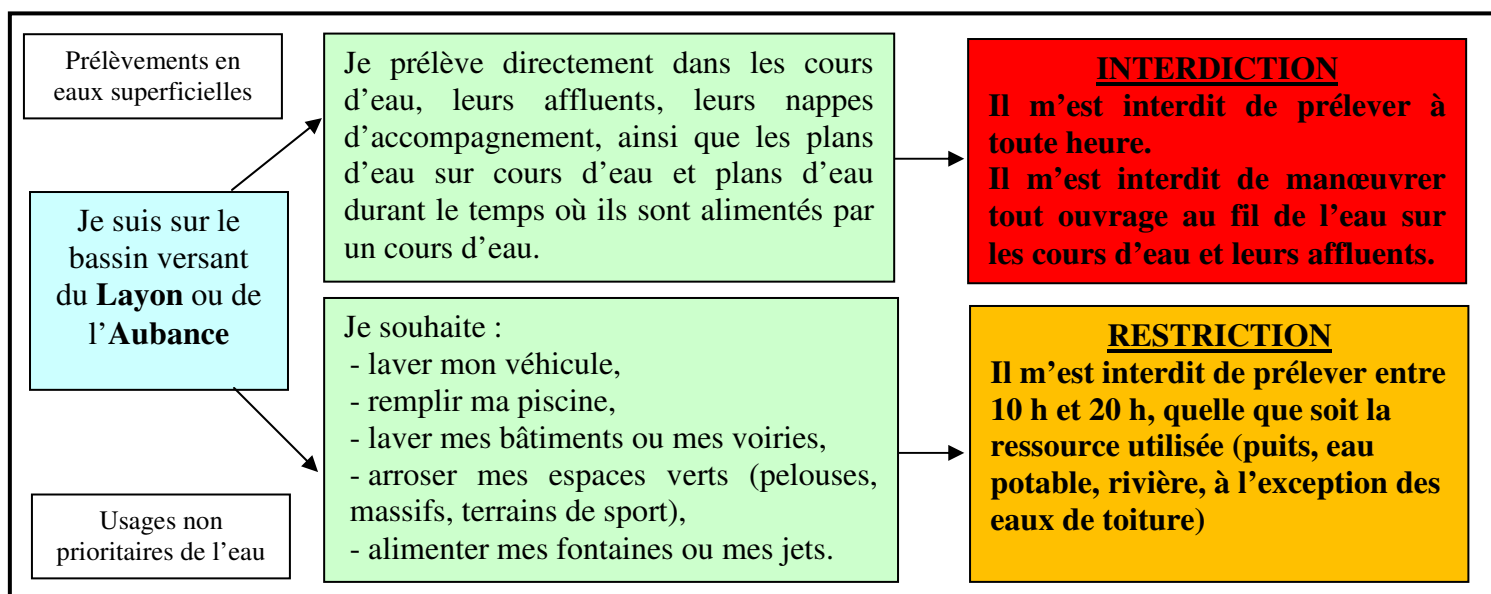 Prélèvements en
eaux superficielles
Je suis sur le
bassin versant
du Layon ou de
l’Aubance
Usages non
prioritaires de l’eau
Je prélève directement dans les cours
d’eau, leurs affluents, leurs nappes
d’accompagnement, ainsi que les plans
d’eau sur cours d’eau et plans d’eau
durant le temps où ils sont alimentés par
un cours d’eau.
INTERDICTION
Il m’est interdit de prélever à
toute heure.
Il m’est interdit de manœuvrer
tout ouvrage au fil de l’eau sur
les cours d’eau et leurs affluents.
Je souhaite :
- laver mon véhicule,
- remplir ma piscine,
- laver mes bâtiments ou mes voiries,
- arroser mes espaces verts (pelouses,
massifs, terrains de sport),
- alimenter mes fontaines ou mes jets.
RESTRICTION
Il m’est interdit de prélever entre
10 h et 20 h, quelle que soit la
ressource utilisée (puits, eau
potable, rivière, à l’exception des
eaux de toiture)